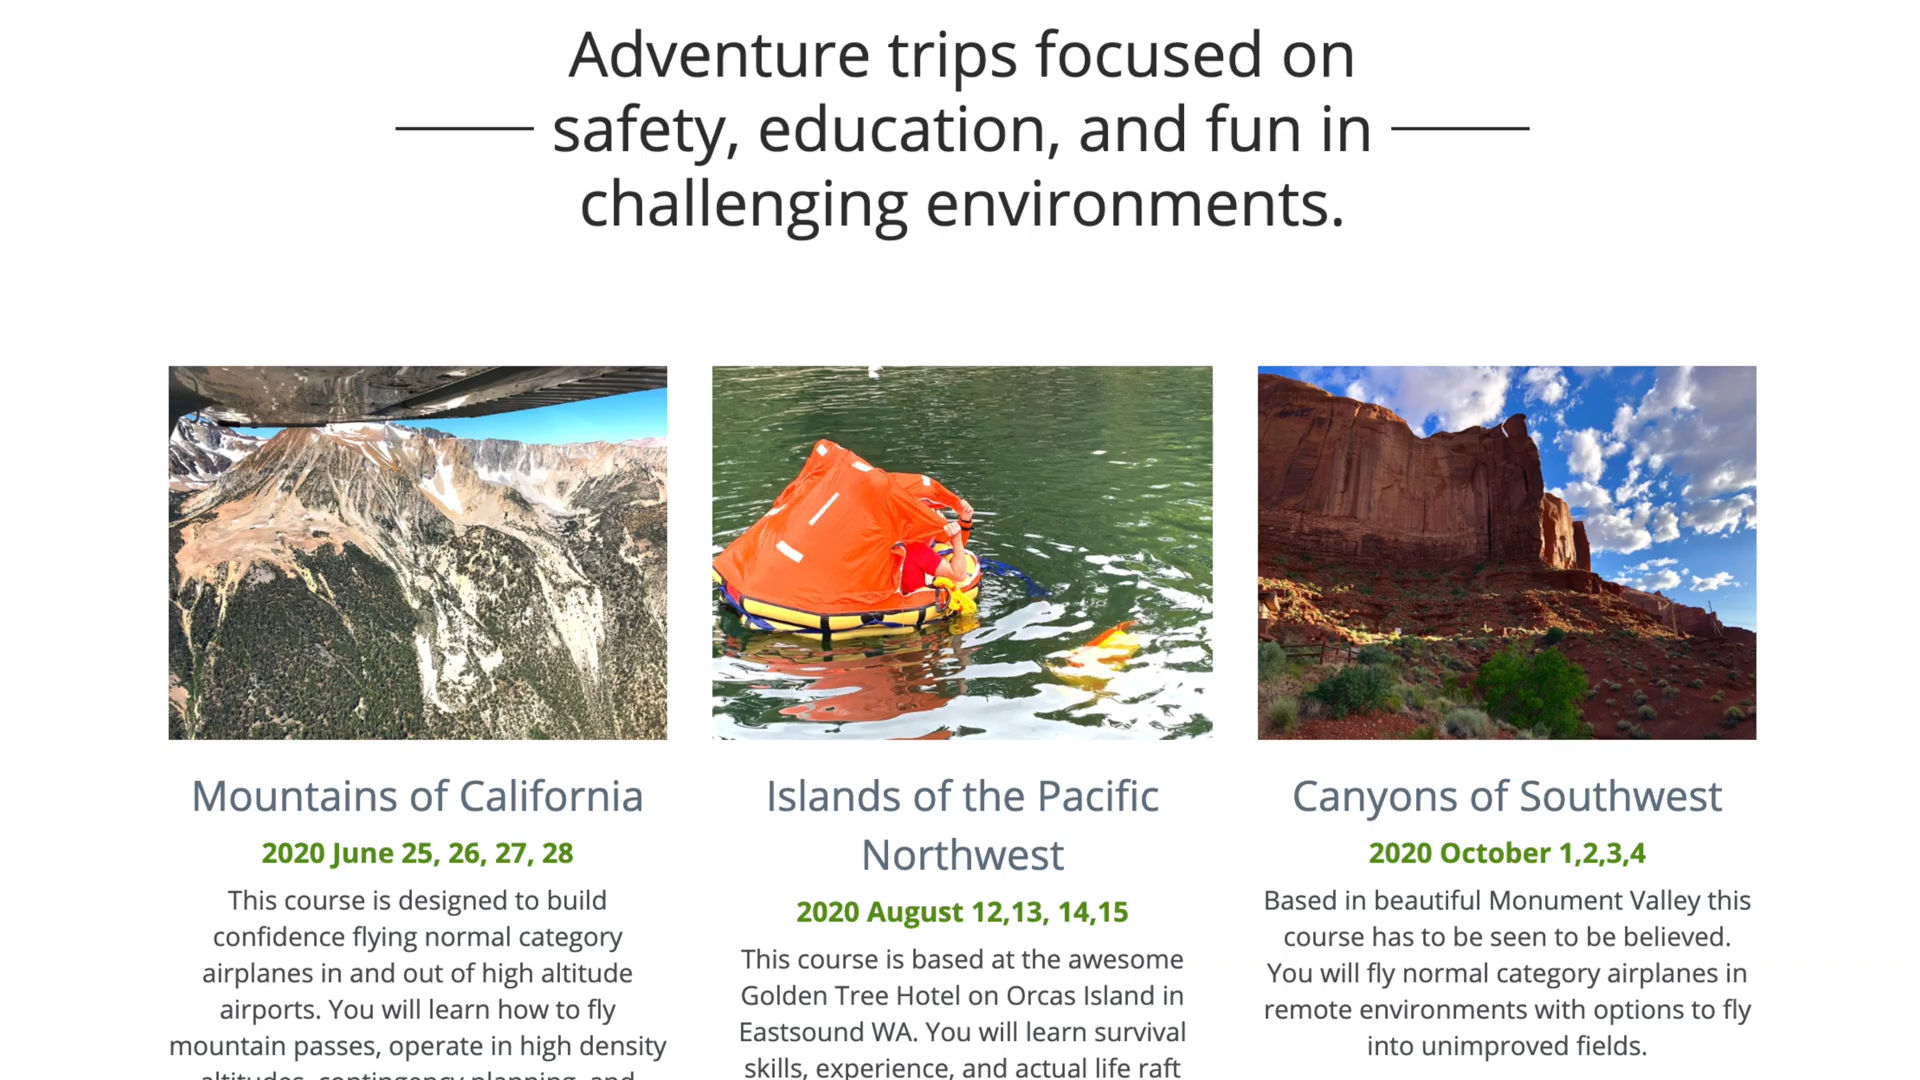 Adventure trips focused on
safety, education, and fun in
challenging environments.
Mountains of California
2020 June 25, 26, 27, 28
This course is designed to build
confidence flying normal category
airplanes in and out of high altitude
airports. You will learn how to fly
mountain passes, operate in high density
altitudes, contingency planning, and
Islands of the Pacific
Northwest
2020 August 12,13, 14,15
This course is based at the awesome
Golden Tree Hotel on Orcas Island in
Eastsound WA. You will learn survival
skills, experience, and actual life raft
Canyons of Southwest
2020 October 1,2,3,4
Based in beautiful Monument Valley this
course has to be seen to be believed.
You will fly normal category airplanes in
remote environments with options to fly
into unimproved fields.